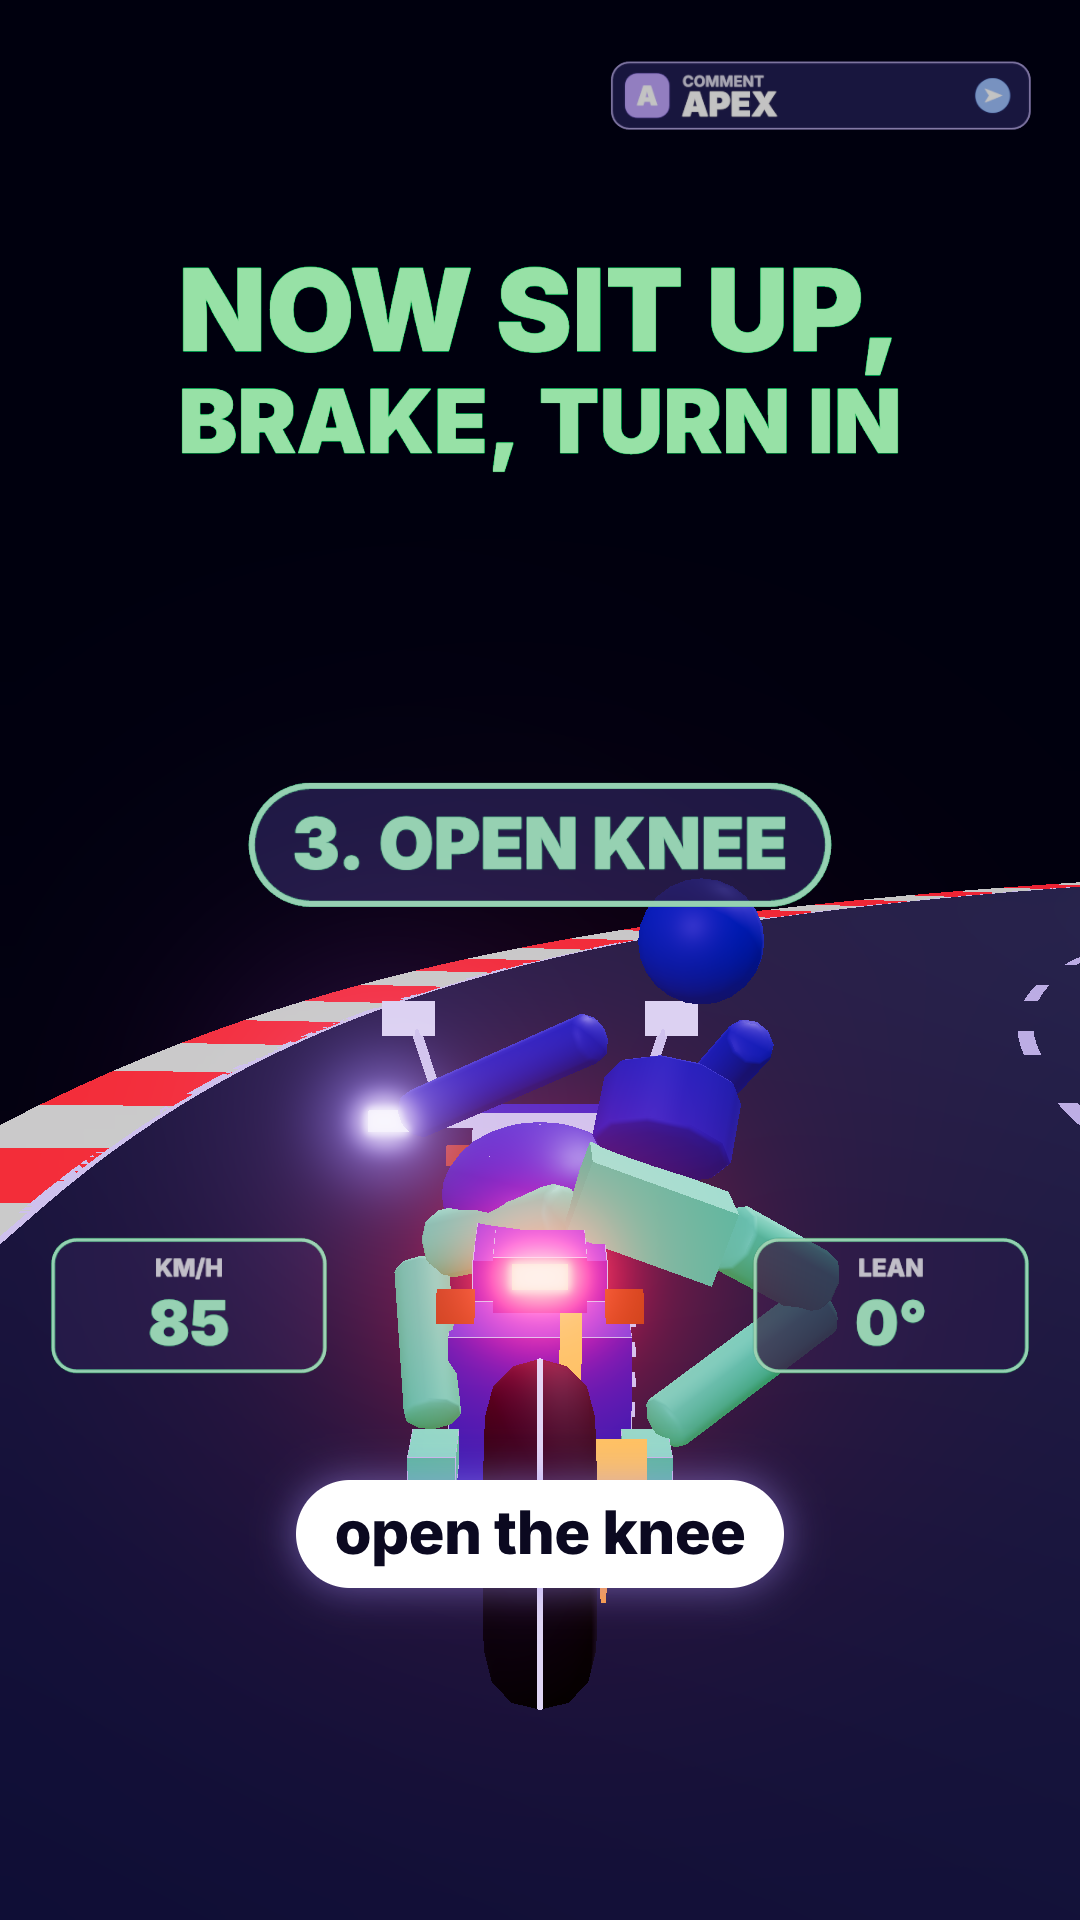 A
COMMENT
APEX
NOW SIT UP,
BRAKE, TURN IN
3. OPEN KNEE
KM/H
85
LEAN
0°
open the knee